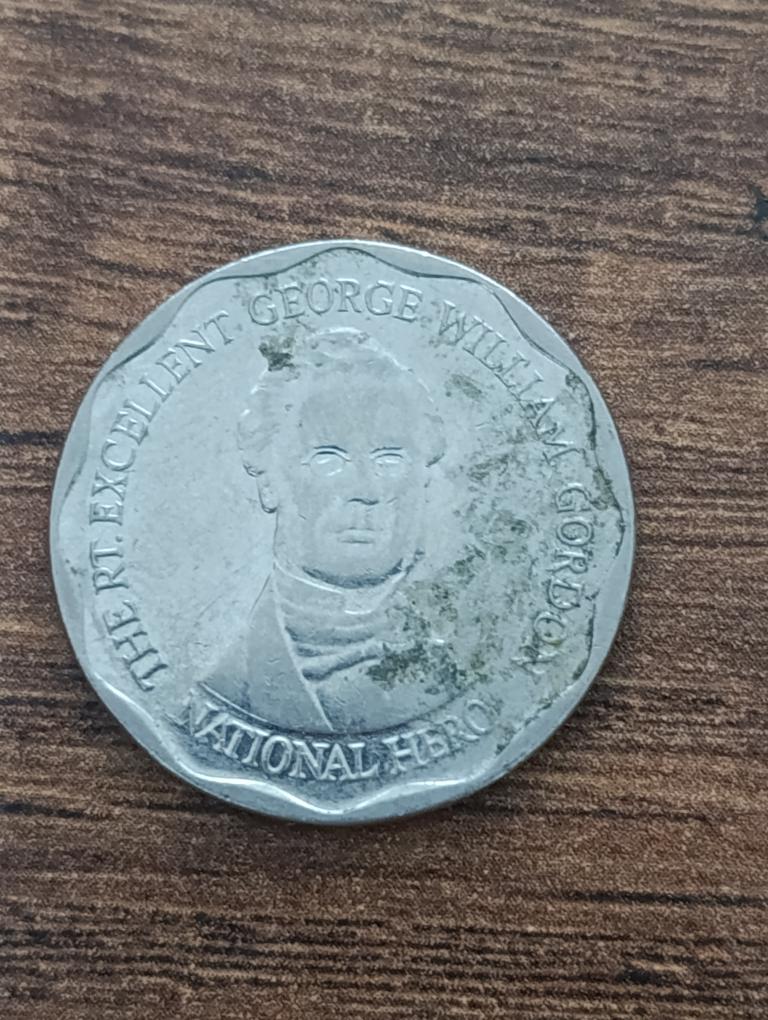 THE RT. EXCELLENT GEORGE WILLIAM GORDON
NATIONAL HERO